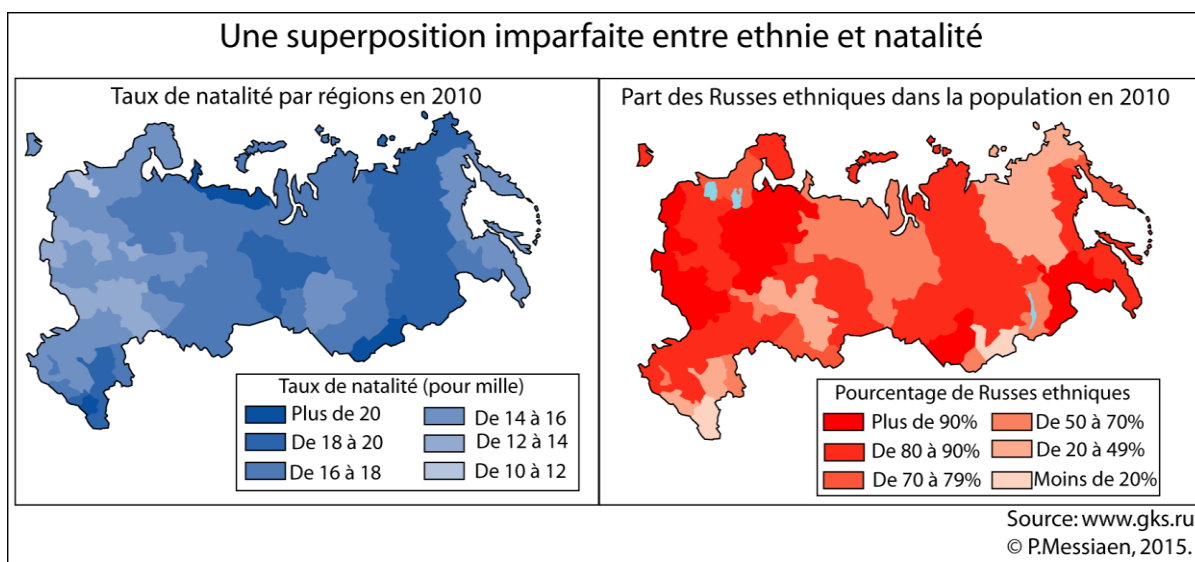 Une superposition imparfaite entre ethnie et natalité
Taux de natalité par régions en 2010
Taux de natalité (pour mille)
Plus de 20
De 18 à 20
De 16 à 18
De 14 à 16
De 12 à 14
De 10 à 12
Part des Russes ethniques dans la population en 2010
Pourcentage de Russes ethniques
Plus de 90%
De 80 à 90%
De 70 à 79%
De 50 à 70%
De 20 à 49%
Moins de 20%
Source: www.gks.ru
© P.Messiaen, 2015.